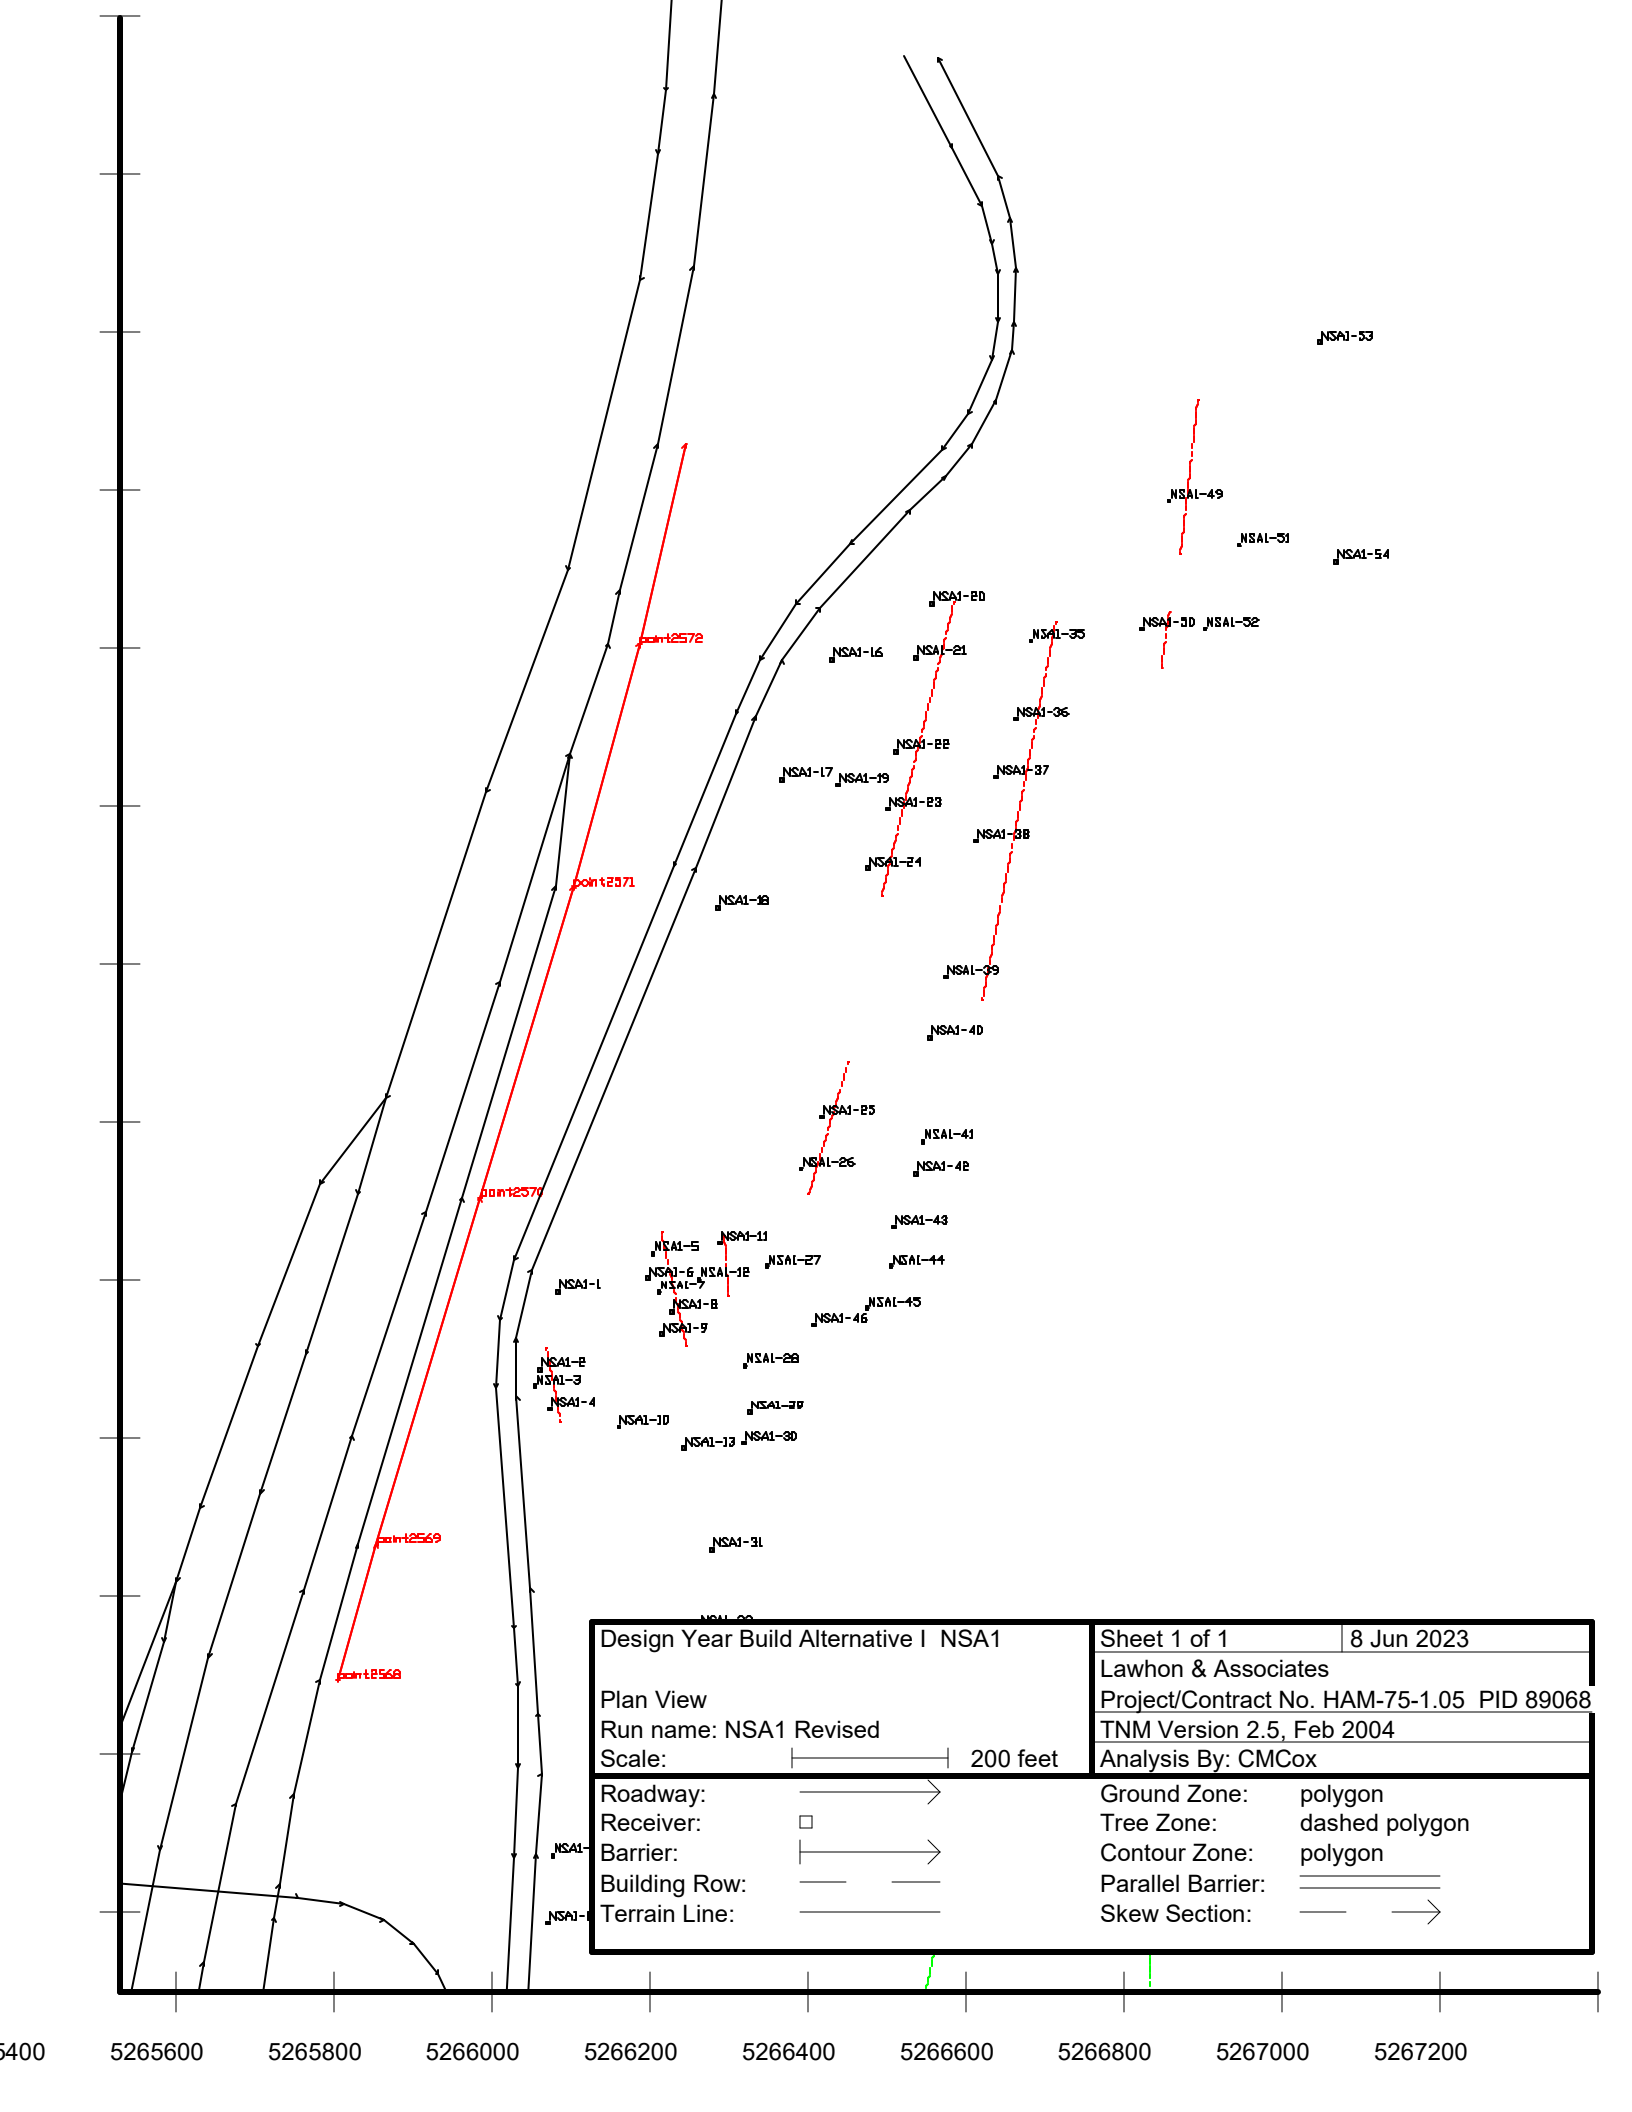 NSA1-53
NSA1-49
NSA1-51
NSA1-54
NSA1-20
NSA1-50
NSA1-52
point2572
NSA1-35
NSA1-16
NSA1-21
NSA1-36
NSA1-22
NSA1-17
NSA1-19
NSA1-37
NSA1-23
NSA1-38
NSA1-24
point2571
NSA1-18
NSA1-39
NSA1-40
NSA1-25
NSA1-41
NSA1-26
NSA1-42
point2570
NSA1-43
NSA1-11
NSA1-5
NSA1-27
NSA1-44
NSA1-6
NSA1-12
NSA1-1
NSA1-7
NSA1-8
NSA1-45
NSA1-46
NSA1-9
NSA1-28
NSA1-2
NSA1-3
NSA1-4
NSA1-29
NSA1-10
NSA1-13
NSA1-30
point2569
NSA1-31
point2568
Design Year Build Alternative I NSA1
Sheet 1 of 1
8 Jun 2023
Lawhon & Associates
Plan View
Project/Contract No. HAM-75-1.05 PID 89068
Run name: NSA1 Revised
TNM Version 2.5, Feb 2004
Scale:
200 feet
Analysis By: CMCox
Roadway:
Ground Zone: polygon
Receiver:
Tree Zone: dashed polygon
NSA1-
Barrier:
Contour Zone: polygon
Building Row:
Parallel Barrier:
NSA1-
Terrain Line:
Skew Section:
5400 5265600 5265800 5266000 5266200 5266400 5266600 5266800 5267000 5267200